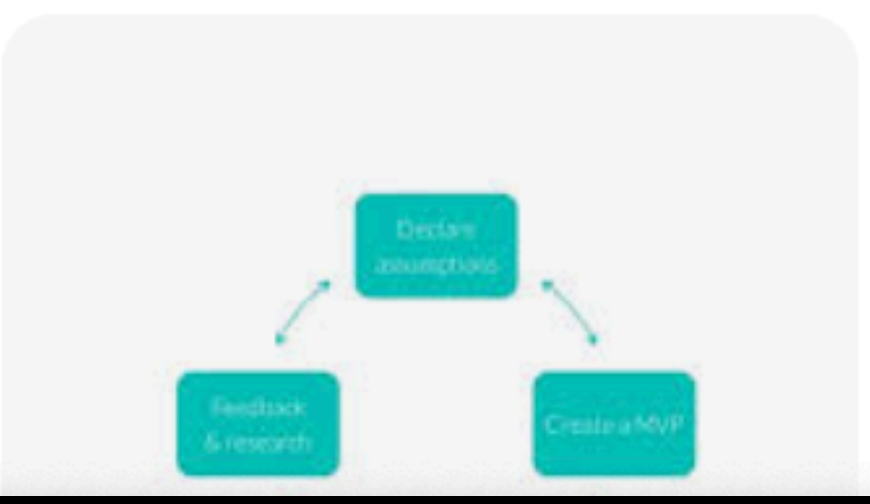 Declare
assumptions
Feedback
& research
Create a MVP